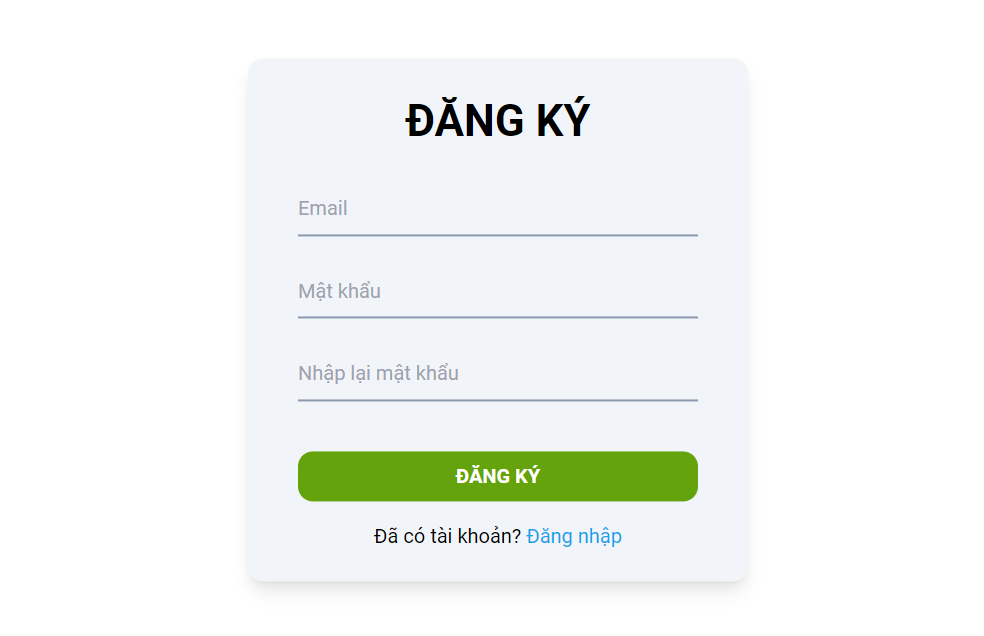 ĐĂNG KÝ
Email
Mật khẩu
Nhập lại mật khẩu
ĐĂNG KÝ
Đã có tài khoản? Đăng nhập